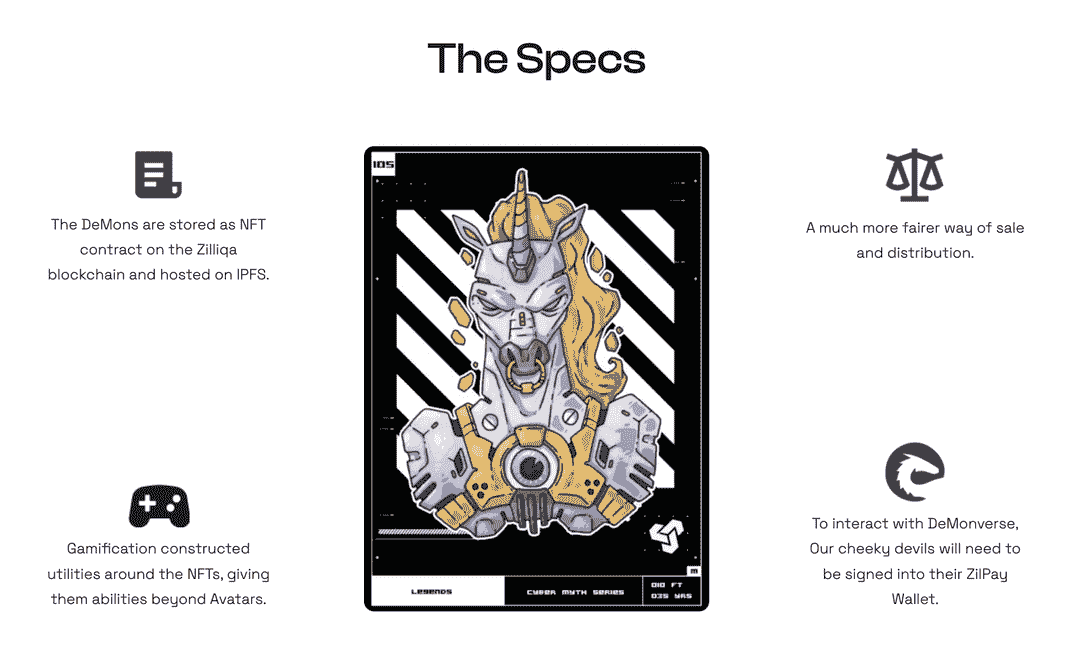 The Specs
The DeMons are stored as NFT
contract on the Zilliqa
blockchain and hosted on IPFS.
Gamification constructed
utilities around the NFTs, giving
them abilities beyond Avatars.
105
m
LEGENDS
CYBER MYTH SERIES
010 FT
035 YRS
A much more fairer way of sale
and distribution.
To interact with DeMonverse,
Our cheeky devils will need to
be signed into their ZilPay
Wallet.